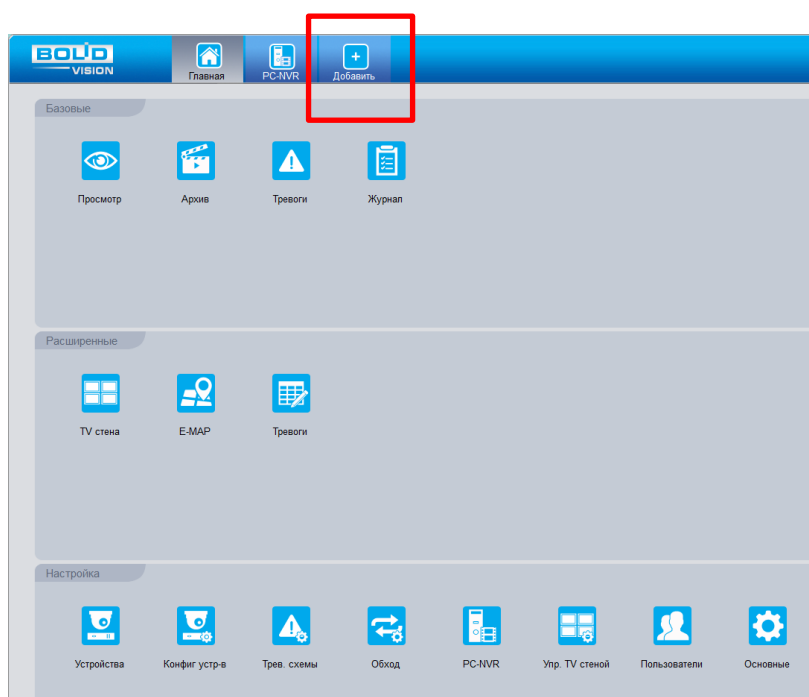 BOLID
VISION
Главная
PC-NVR
Добавить
Базовые
Просмотр
Архив
Тревоги
Журнал
Расширенные
TV стена
E-MAP
Тревоги
Настройка
Устройства
Конфиг устр-в
Трев. схемы
Обход
PC-NVR
Упр. TV стеной
Пользователи
Основные